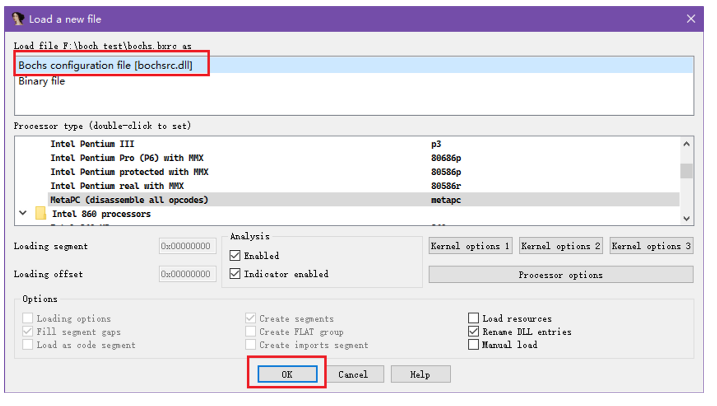 Load a new file
Load file F:\boch_test\bochs.bxrc as
Bochs configuration file [bochsrc.dll]
Binary file
Processor type (double-click to set)
Intel Pentium III p3
Intel Pentium Pro (P6) with MMX 80686p
Intel Pentium protected with MMX 80586p
Intel Pentium real with MMX 80586r
MetaPC (disassemble all opcodes) metapc
Intel 860 processors
Loading segment 0x00000000
Loading offset 0x00000000
Analysis
Enabled
Indicator enabled
Kernel options 1 Kernel options 2 Kernel options 3
Processor options
Options
Loading options Create segments Load resources
Fill segment gaps Create FLAT group Rename DLL entries
Load as code segment Create imports segment Manual load
OK Cancel Help